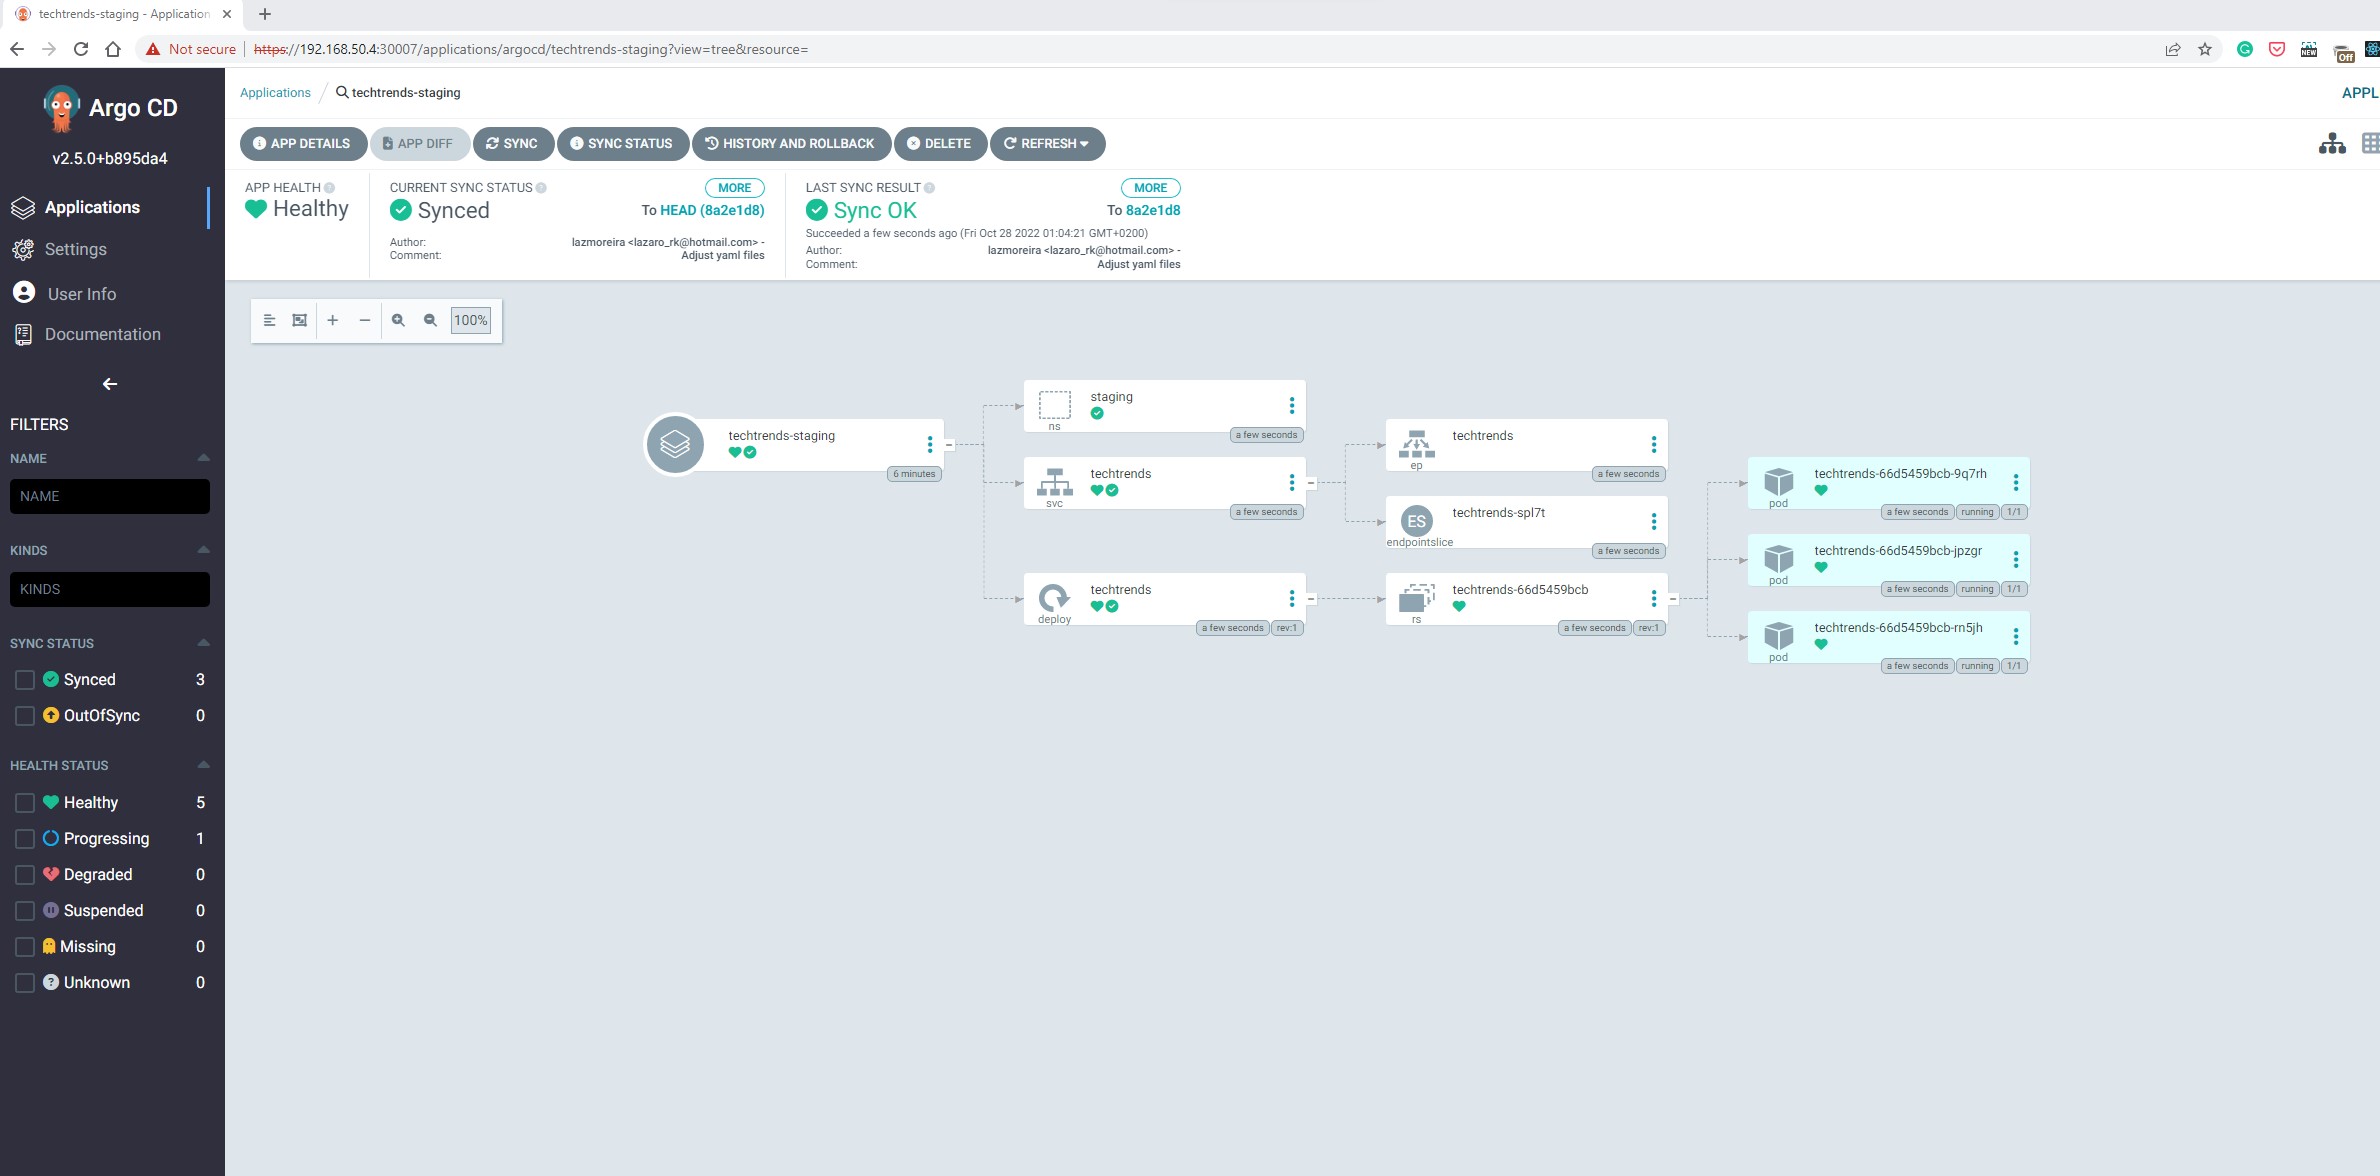 techtrends-staging - Application
Not secure https://192.168.50.4:30007/applications/argocd/techtrends-staging?view=tree&resource=
NEW
Off
Argo CD
v2.5.0+b895da4
Applications
Settings
User Info
Documentation
FILTERS
NAME
NAME
KINDS
KINDS
SYNC STATUS
Synced 3
OutOfSync 0
HEALTH STATUS
Healthy 5
Progressing 1
Degraded 0
Suspended 0
Missing 0
Unknown 0
Applications / techtrends-staging
APPL
APP DETAILS APP DIFF SYNC SYNC STATUS HISTORY AND ROLLBACK DELETE REFRESH
APP HEALTH
Healthy
CURRENT SYNC STATUS MORE
Synced To HEAD (8a2e1d8)
Author: lazmoreira <lazaro_rk@hotmail.com> -
Comment: Adjust yaml files
LAST SYNC RESULT MORE
Sync OK To 8a2e1d8
Succeeded a few seconds ago (Fri Oct 28 2022 01:04:21 GMT+0200)
Author: lazmoreira <lazaro_rk@hotmail.com> -
Comment: Adjust yaml files
100%
techtrends-staging
6 minutes
staging
ns
a few seconds
techtrends
svc
a few seconds
techtrends
deploy
a few seconds rev:1
techtrends
ep
a few seconds
ES
techtrends-spl7t
endpointslice
a few seconds
techtrends-66d5459bcb
rs
a few seconds rev:1
techtrends-66d5459bcb-9q7rh
pod
a few seconds running 1/1
techtrends-66d5459bcb-jpzgr
pod
a few seconds running 1/1
techtrends-66d5459bcb-rn5jh
pod
a few seconds running 1/1